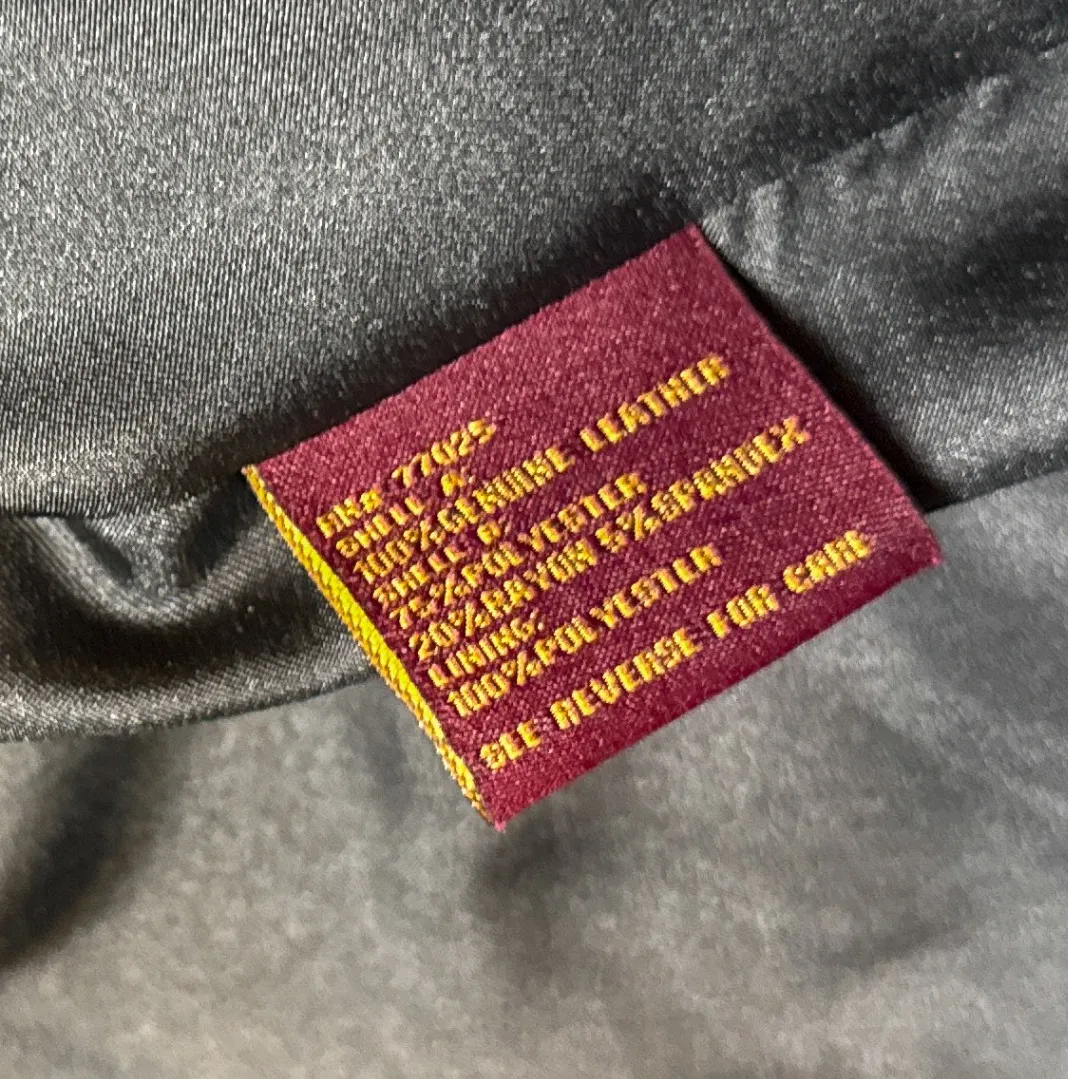 RN# 77025
SHELL A:
100%GENUINE LEATHER
SHELL B:
75%POLYESTER
20%RAYON 5%SPANDEX
LINING:
100%POLYESTER
SEE REVERSE FOR CARE